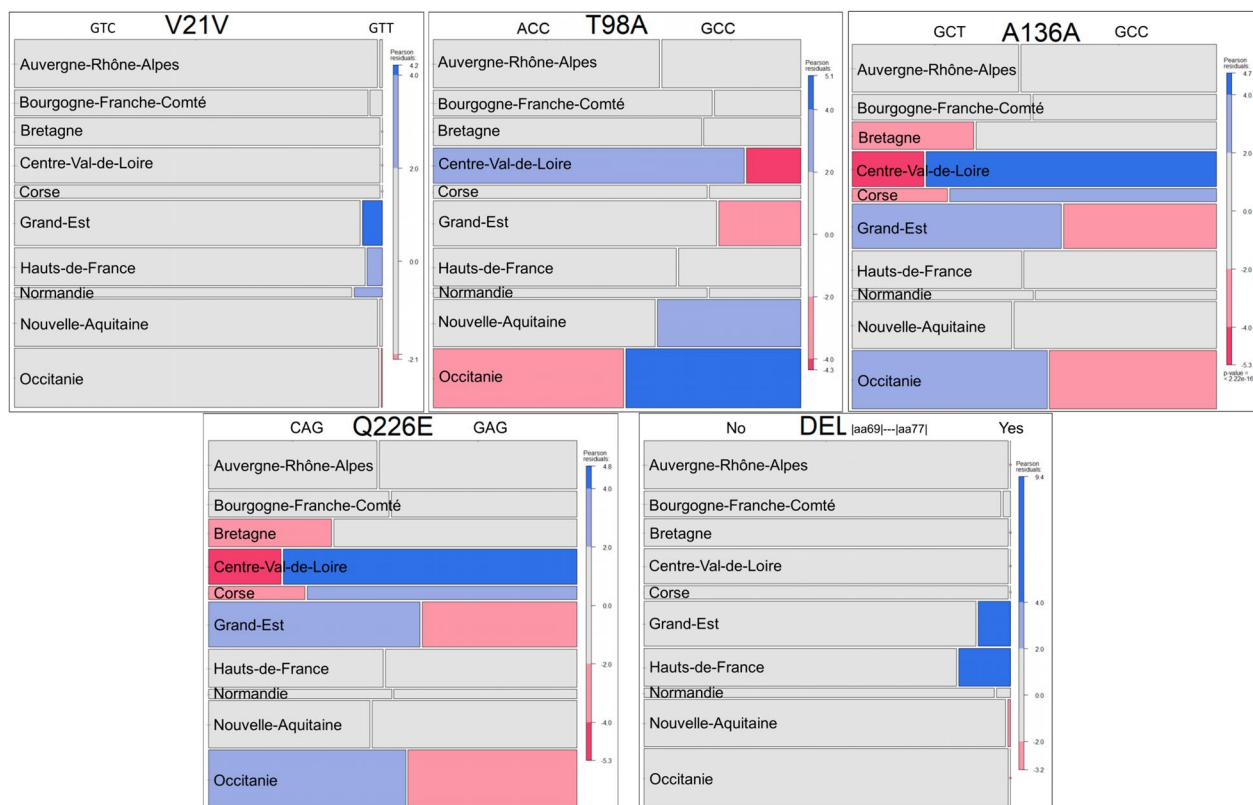 GTC V21V GTT
Auvergne-Rhône-Alpes
Bourgogne-Franche-Comté
Bretagne
Centre-Val-de-Loire
Corse
Grand-Est
Hauts-de-France
Normandie
Nouvelle-Aquitaine
Occitanie
Pearson
residuals:
4.2
4.0
2.0
0.0
-2.1
ACC T98A GCC
Auvergne-Rhône-Alpes
Bourgogne-Franche-Comté
Bretagne
Centre-Val-de-Loire
Corse
Grand-Est
Hauts-de-France
Normandie
Nouvelle-Aquitaine
Occitanie
Pearson
residuals:
5.1
4.0
2.0
0.0
-2.0
-4.0
-4.3
GCT A136A GCC
Auvergne-Rhône-Alpes
Bourgogne-Franche-Comté
Bretagne
Centre-Val-de-Loire
Corse
Grand-Est
Hauts-de-France
Normandie
Nouvelle-Aquitaine
Occitanie
Pearson
residuals:
4.7
4.0
2.0
0.0
-2.0
-4.0
-5.3
p-value =
< 2.22e-16
CAG Q226E GAG
Auvergne-Rhône-Alpes
Bourgogne-Franche-Comté
Bretagne
Centre-Val-de-Loire
Corse
Grand-Est
Hauts-de-France
Normandie
Nouvelle-Aquitaine
Occitanie
Pearson
residuals:
4.8
4.0
2.0
0.0
-2.0
-4.0
-5.3
No DEL |aa69|---|aa77| Yes
Auvergne-Rhône-Alpes
Bourgogne-Franche-Comté
Bretagne
Centre-Val-de-Loire
Corse
Grand-Est
Hauts-de-France
Normandie
Nouvelle-Aquitaine
Occitanie
Pearson
residuals:
9.4
4.0
2.0
0.0
-2.0
-3.2